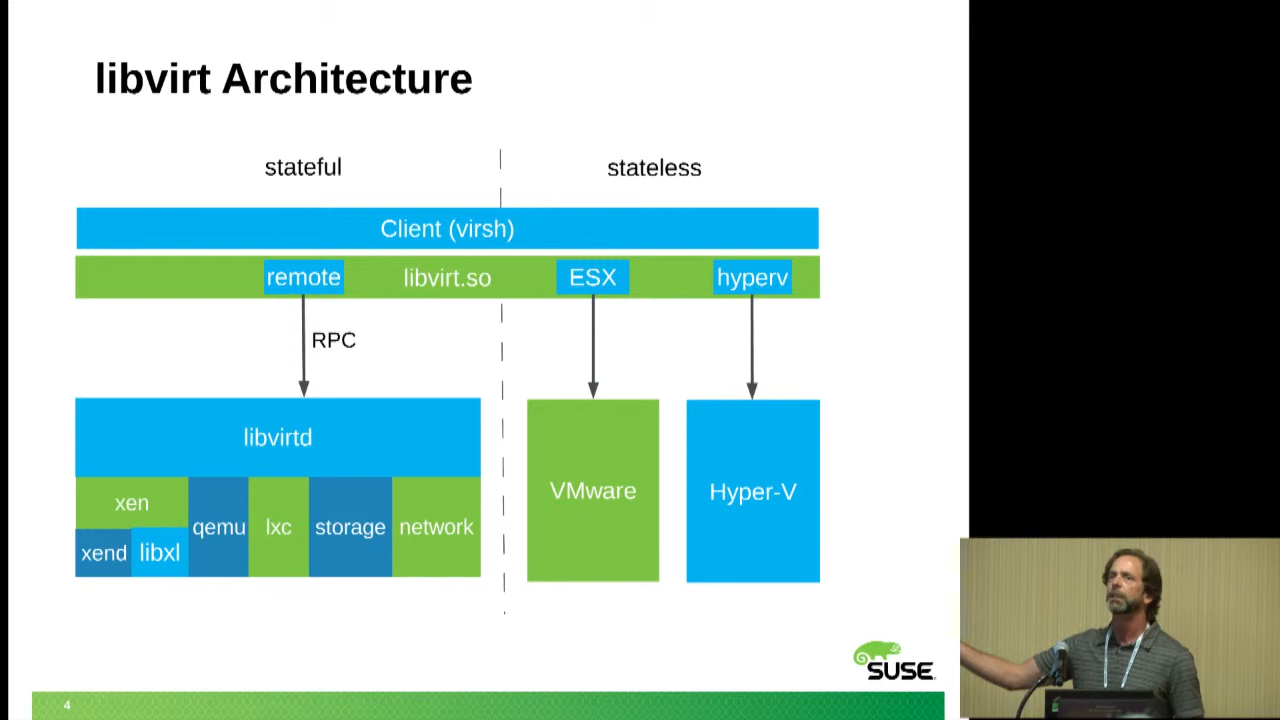 libvirt Architecture
stateful
stateless
Client (virsh)
remote
libvirt.so
ESX
hyperv
RPC
libvirtd
xen
xend
libxl
qemu
lxc
storage
network
VMware
Hyper-V
SUSE
4